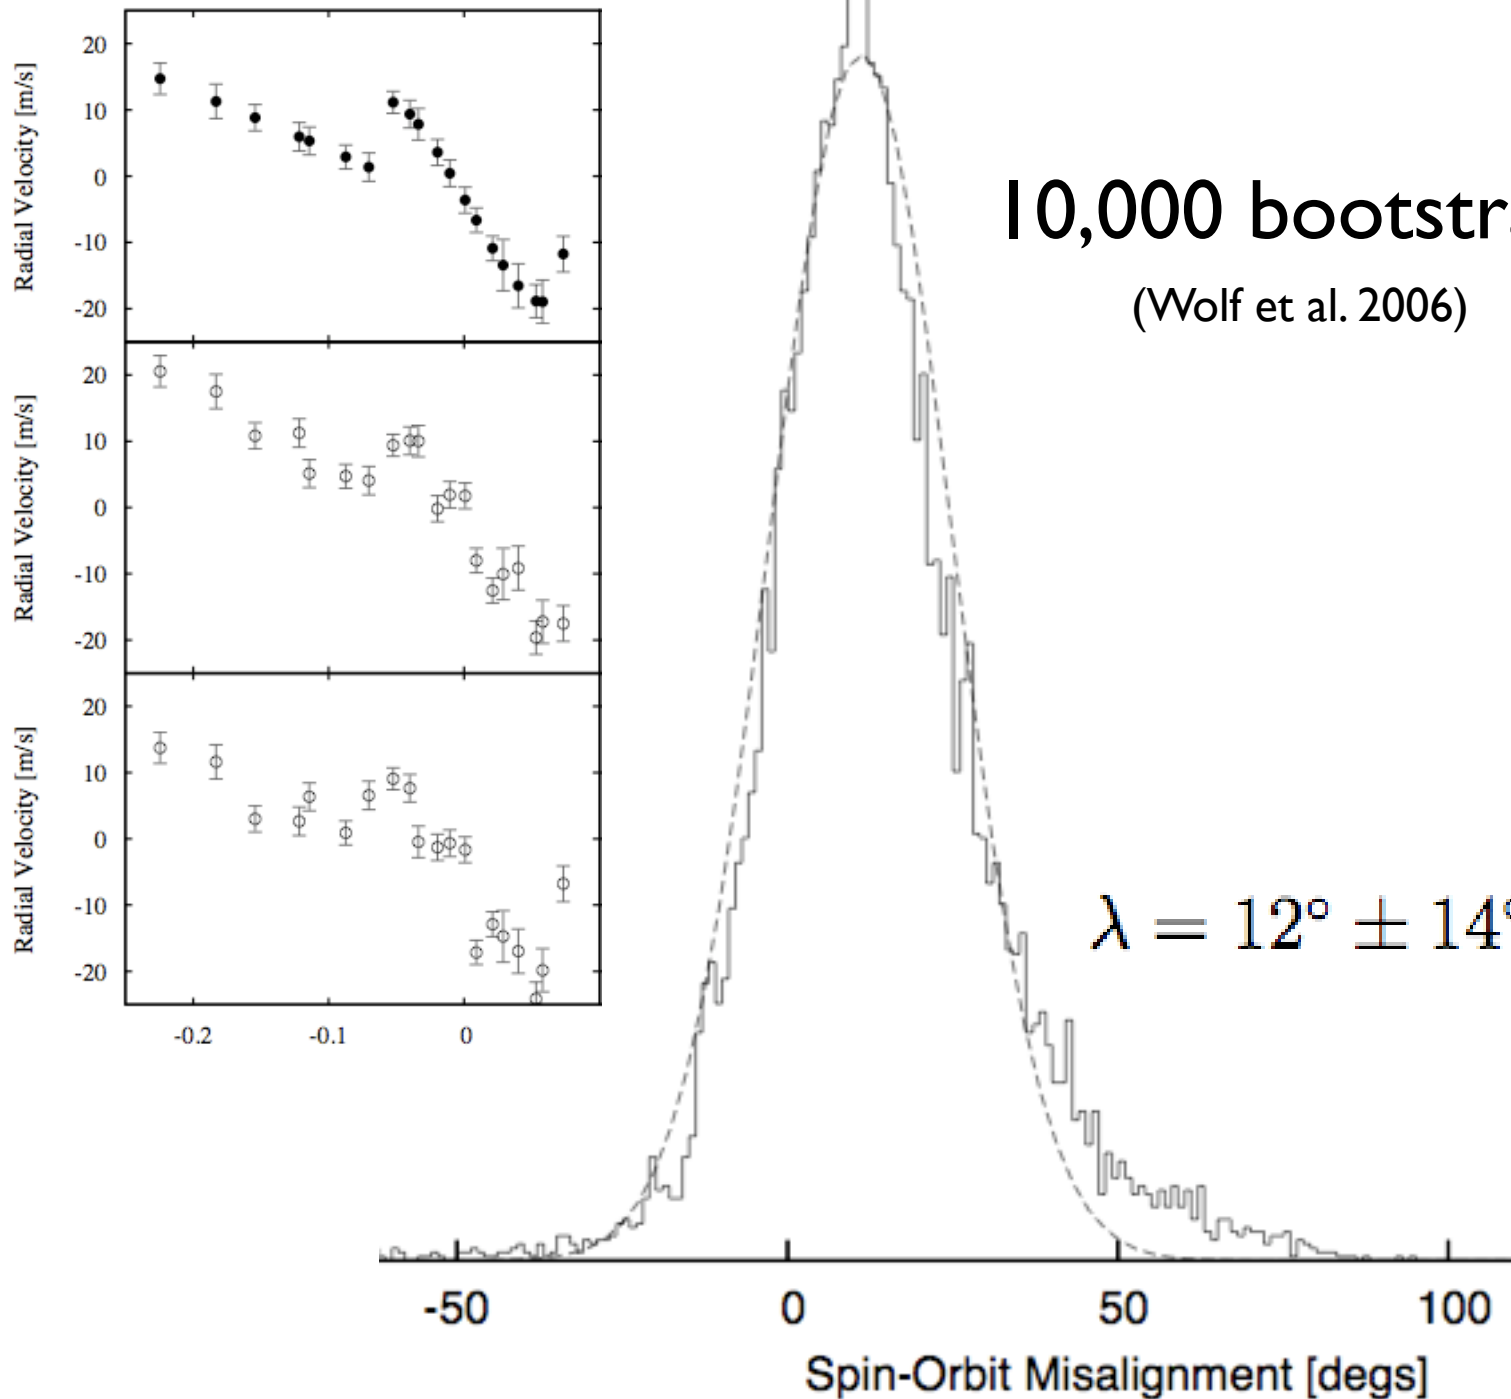 20
10
0
-10
-20
Radial Velocity [m/s]
20
10
0
-10
-20
Radial Velocity [m/s]
20
10
0
-10
-20
Radial Velocity [m/s]
-0.2 -0.1 0
10,000 bootstr
(Wolf et al. 2006)
λ = 12° ± 14°
-50 0 50 100
Spin-Orbit Misalignment [degs]